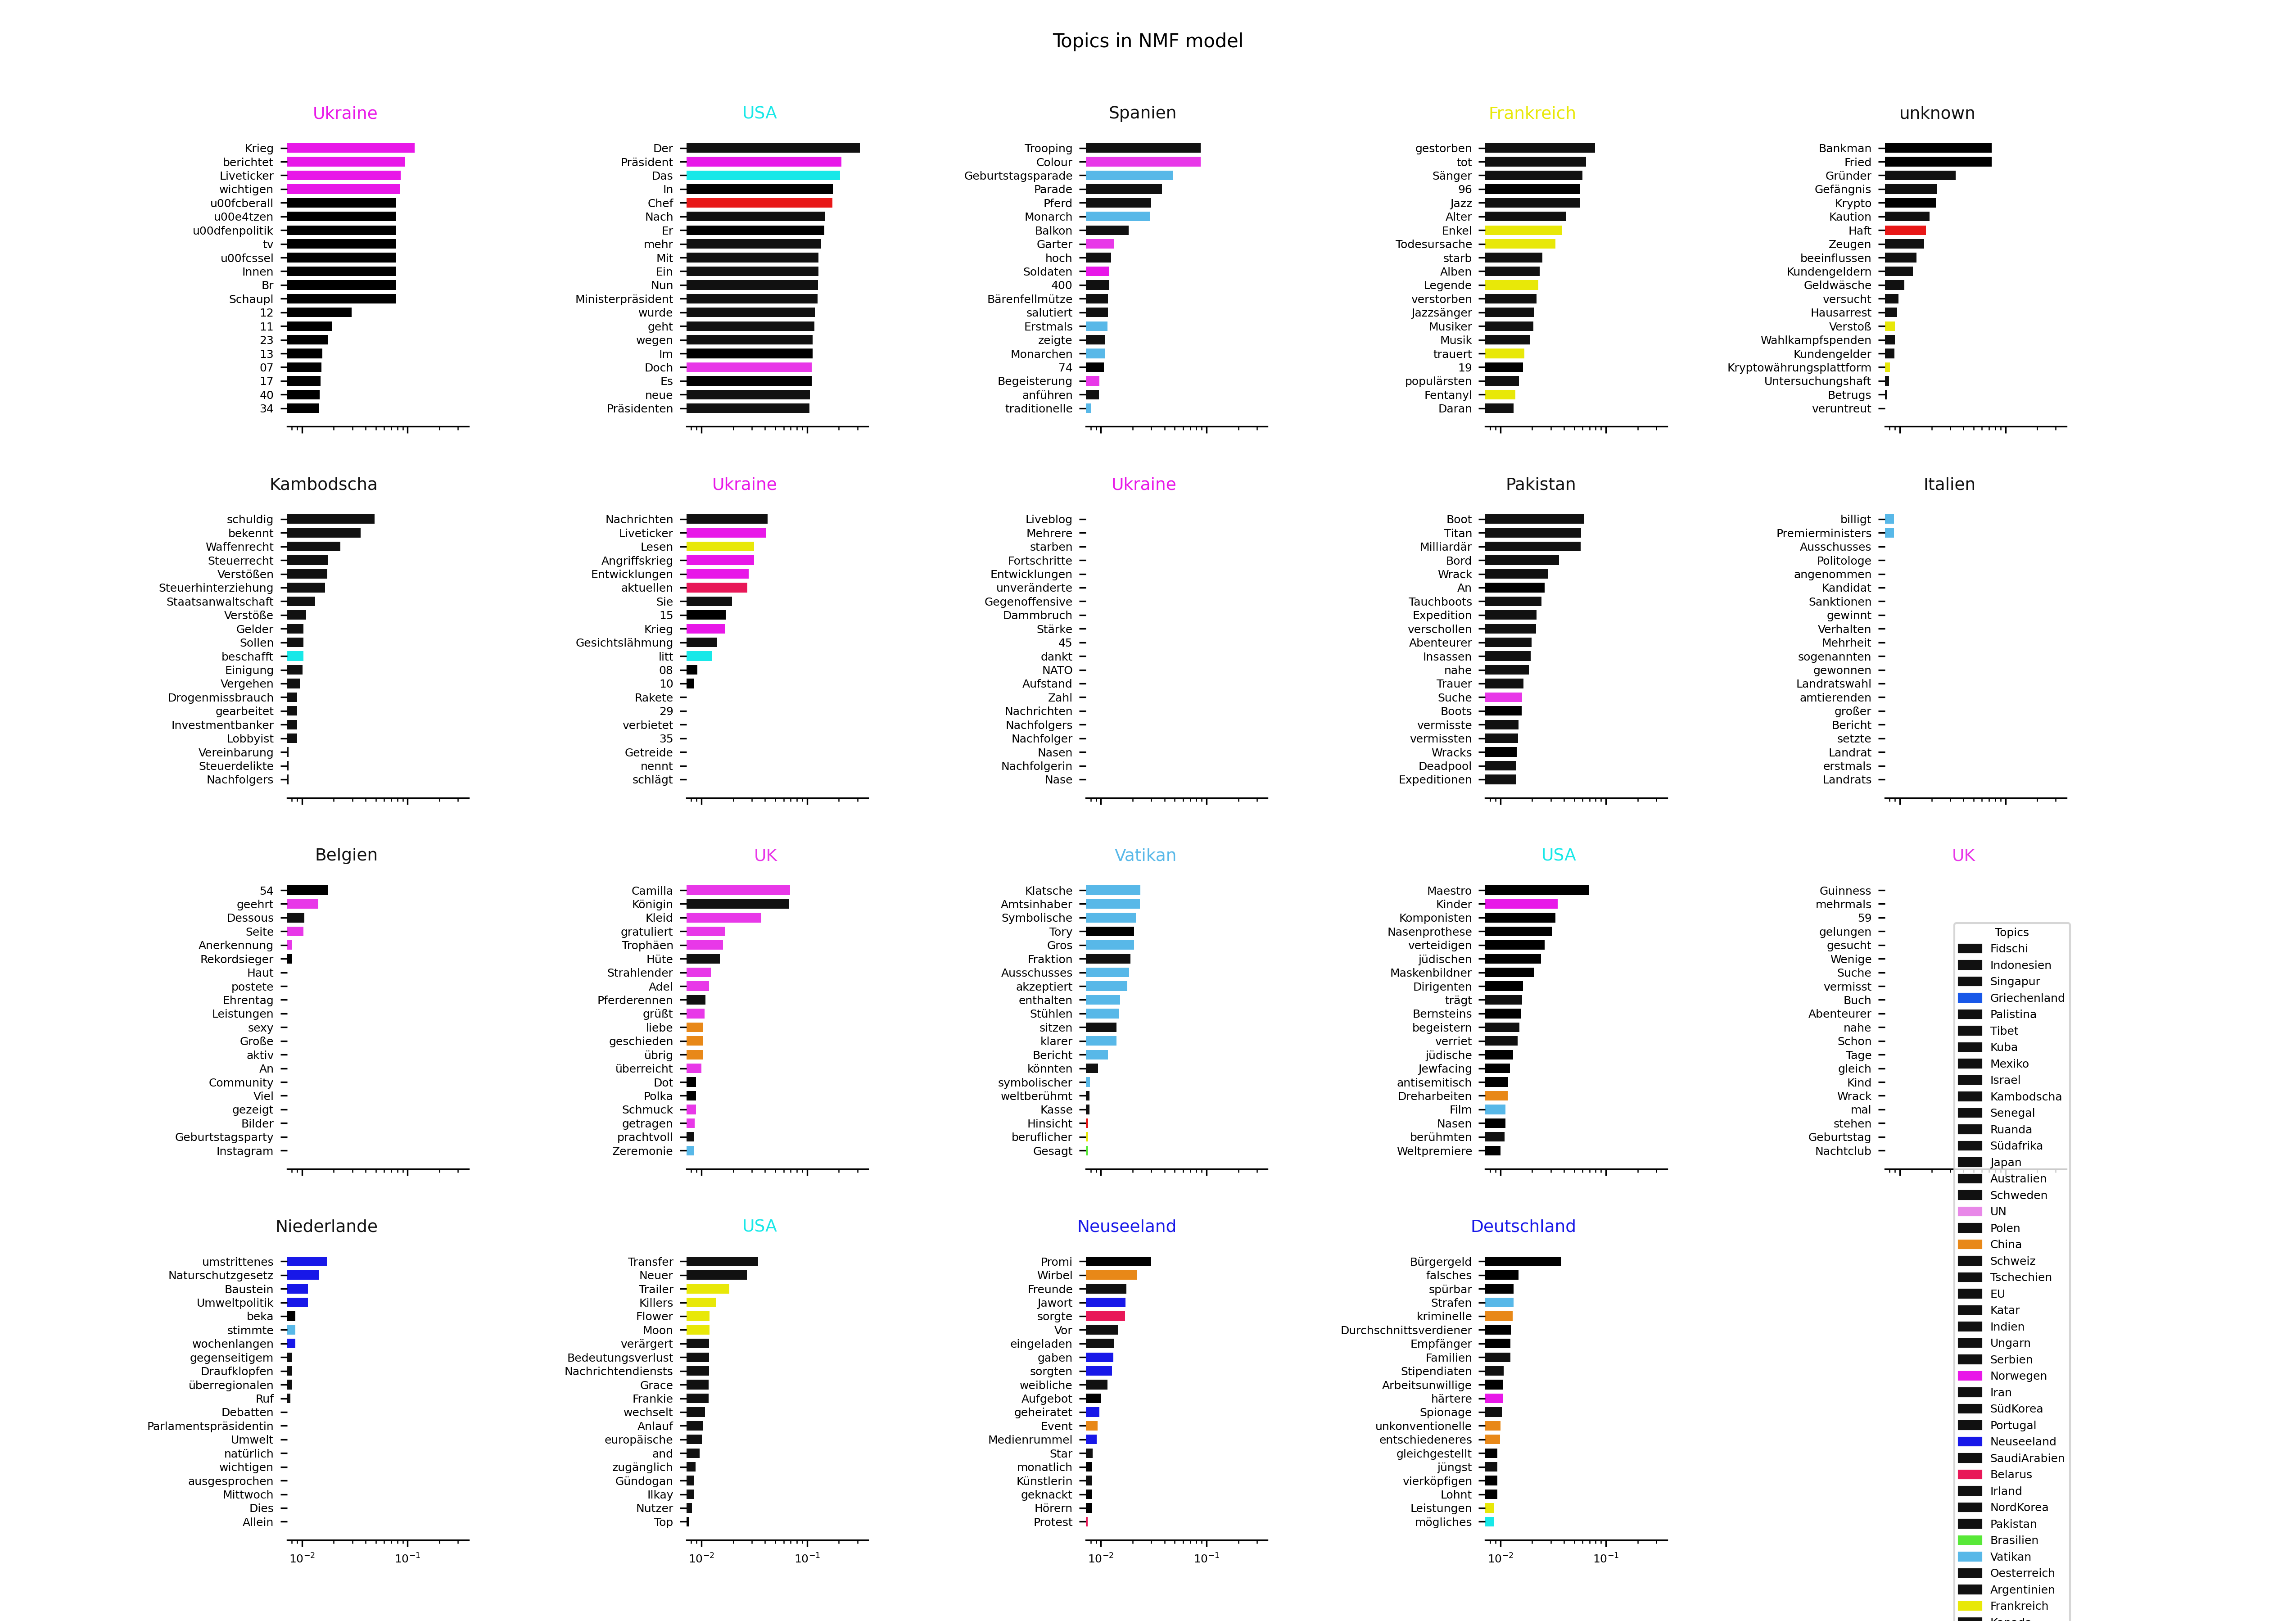 Topics in NMF model
Ukraine
Krieg
berichtet
Liveticker
wichtigen
u00fcberall
u00e4tzen
u00dfenpolitik
tv
u00fcssel
Innen
Br
Schaupl
12
11
23
13
07
17
40
34
USA
Der
Präsident
Das
In
Chef
Nach
Er
mehr
Mit
Ein
Nun
Ministerpräsident
wurde
geht
wegen
Im
Doch
Es
neue
Präsidenten
Spanien
Trooping
Colour
Geburtstagsparade
Parade
Pferd
Monarch
Balkon
Garter
hoch
Soldaten
400
Bärenfellmütze
salutiert
Erstmals
zeigte
Monarchen
74
Begeisterung
anführen
traditionelle
Frankreich
gestorben
tot
Sänger
96
Jazz
Alter
Enkel
Todesursache
starb
Alben
Legende
verstorben
Jazzsänger
Musiker
Musik
trauert
19
populärsten
Fentanyl
Daran
unknown
Bankman
Fried
Gründer
Gefängnis
Krypto
Kaution
Haft
Zeugen
beeinflussen
Kundengeldern
Geldwäsche
versucht
Hausarrest
Verstoß
Wahlkampfspenden
Kundengelder
Kryptowährungsplattform
Untersuchungshaft
Betrugs
veruntreut
Kambodscha
schuldig
bekennt
Waffenrecht
Steuerrecht
Verstößen
Steuerhinterziehung
Staatsanwaltschaft
Verstöße
Gelder
Sollen
beschafft
Einigung
Vergehen
Drogenmissbrauch
gearbeitet
Investmentbanker
Lobbyist
Vereinbarung
Steuerdelikte
Nachfolgers
Ukraine
Nachrichten
Liveticker
Lesen
Angriffskrieg
Entwicklungen
aktuellen
Sie
15
Krieg
Gesichtslähmung
litt
08
10
Rakete
29
verbietet
35
Getreide
nennt
schlägt
Ukraine
Liveblog
Mehrere
starben
Fortschritte
Entwicklungen
unveränderte
Gegenoffensive
Dammbruch
Stärke
45
dankt
NATO
Aufstand
Zahl
Nachrichten
Nachfolgers
Nachfolger
Nasen
Nachfolgerin
Nase
Pakistan
Boot
Titan
Milliardär
Bord
Wrack
An
Tauchboots
Expedition
verschollen
Abenteurer
Insassen
nahe
Trauer
Suche
Boots
vermisste
vermissten
Wracks
Deadpool
Expeditionen
Italien
billigt
Premierministers
Ausschusses
Politologe
angenommen
Kandidat
Sanktionen
gewinnt
Verhalten
Mehrheit
sogenannten
gewonnen
Landratswahl
amtierenden
großer
Bericht
setzte
Landrat
erstmals
Landrats
Belgien
54
geehrt
Dessous
Seite
Anerkennung
Rekordsieger
Haut
postete
Ehrentag
Leistungen
sexy
Große
aktiv
An
Community
Viel
gezeigt
Bilder
Geburtstagsparty
Instagram
UK
Camilla
Königin
Kleid
gratuliert
Trophäen
Hüte
Strahlender
Adel
Pferderennen
grüßt
liebe
geschieden
übrig
überreicht
Dot
Polka
Schmuck
getragen
prachtvoll
Zeremonie
Vatikan
Klatsche
Amtsinhaber
Symbolische
Tory
Gros
Fraktion
Ausschusses
akzeptiert
enthalten
Stühlen
sitzen
klarer
Bericht
könnten
symbolischer
weltberühmt
Kasse
Hinsicht
beruflicher
Gesagt
USA
Maestro
Kinder
Komponisten
Nasenprothese
verteidigen
jüdischen
Maskenbildner
Dirigenten
trägt
Bernsteins
begeistern
verriet
jüdische
Jewfacing
antisemitisch
Dreharbeiten
Film
Nasen
berühmten
Weltpremiere
UK
Guinness
mehrmals
59
gelungen
gesucht
Wenige
Suche
vermisst
Buch
Abenteurer
nahe
Schon
Tage
gleich
Kind
Wrack
mal
stehen
Geburtstag
Nachtclub
Niederlande
umstrittenes
Naturschutzgesetz
Baustein
Umweltpolitik
beka
stimmte
wochenlangen
gegenseitigem
Draufklopfen
überregionalen
Ruf
Debatten
Parlamentspräsidentin
Umwelt
natürlich
wichtigen
ausgesprochen
Mittwoch
Dies
Allein
10⁻² 10⁻¹
USA
Transfer
Neuer
Trailer
Killers
Flower
Moon
verärgert
Bedeutungsverlust
Nachrichtendiensts
Grace
Frankie
wechselt
Anlauf
europäische
and
zugänglich
Gündogan
Ilkay
Nutzer
Top
10⁻² 10⁻¹
Neuseeland
Promi
Wirbel
Freunde
Jawort
sorgte
Vor
eingeladen
gaben
sorgten
weibliche
Aufgebot
geheiratet
Event
Medienrummel
Star
monatlich
Künstlerin
geknackt
Hörern
Protest
10⁻² 10⁻¹
Deutschland
Bürgergeld
falsches
spürbar
Strafen
kriminelle
Durchschnittsverdiener
Empfänger
Familien
Stipendiaten
Arbeitsunwillige
härtere
Spionage
unkonventionelle
entschiedeneres
gleichgestellt
jüngst
vierköpfigen
Lohnt
Leistungen
mögliches
10⁻² 10⁻¹
Topics
Fidschi
Indonesien
Singapur
Griechenland
Palistina
Tibet
Kuba
Mexiko
Israel
Kambodscha
Senegal
Ruanda
Südafrika
Japan
Australien
Schweden
UN
Polen
China
Schweiz
Tschechien
EU
Katar
Indien
Ungarn
Serbien
Norwegen
Iran
SüdKorea
Portugal
Neuseeland
SaudiArabien
Belarus
Irland
NordKorea
Pakistan
Brasilien
Vatikan
Oesterreich
Argentinien
Frankreich